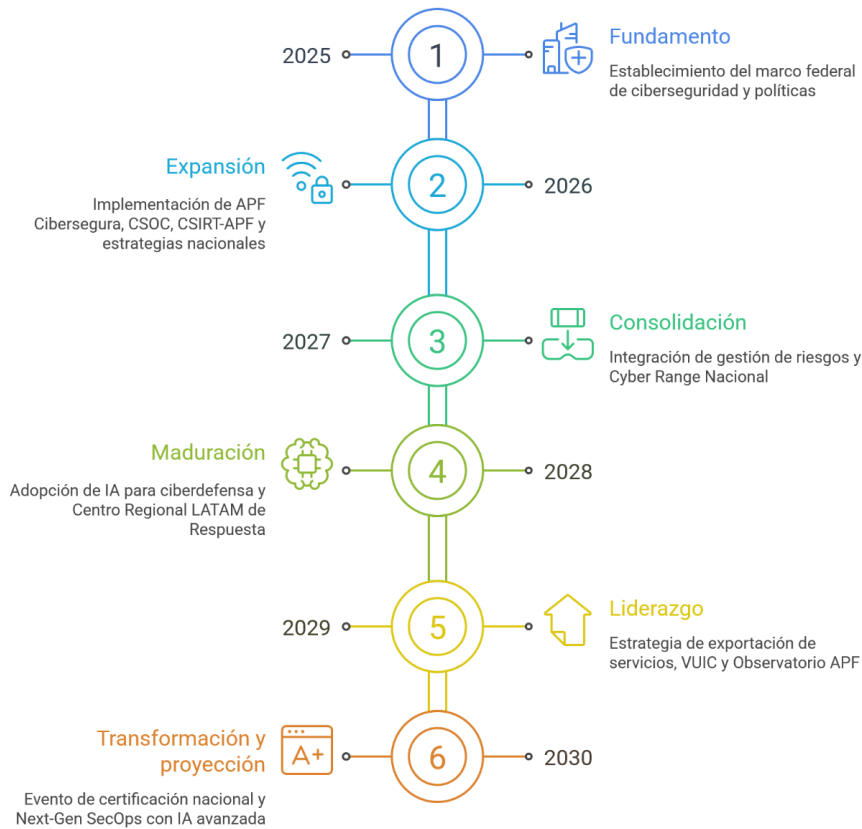 2025
1
Fundamento
Establecimiento del marco federal
de ciberseguridad y políticas
Expansión
Implementación de APF
Cibersegura, CSOC, CSIRT-APF y
estrategias nacionales
2
2026
2027
3
Consolidación
Integración de gestión de riesgos y
Cyber Range Nacional
Maduración
Adopción de IA para ciberdefensa y
Centro Regional LATAM de
Respuesta
4
2028
2029
5
Liderazgo
Estrategia de exportación de
servicios, VUIC y Observatorio APF
Transformación y
proyección
A+
Evento de certificación nacional y
Next-Gen SecOps con IA avanzada
6
2030